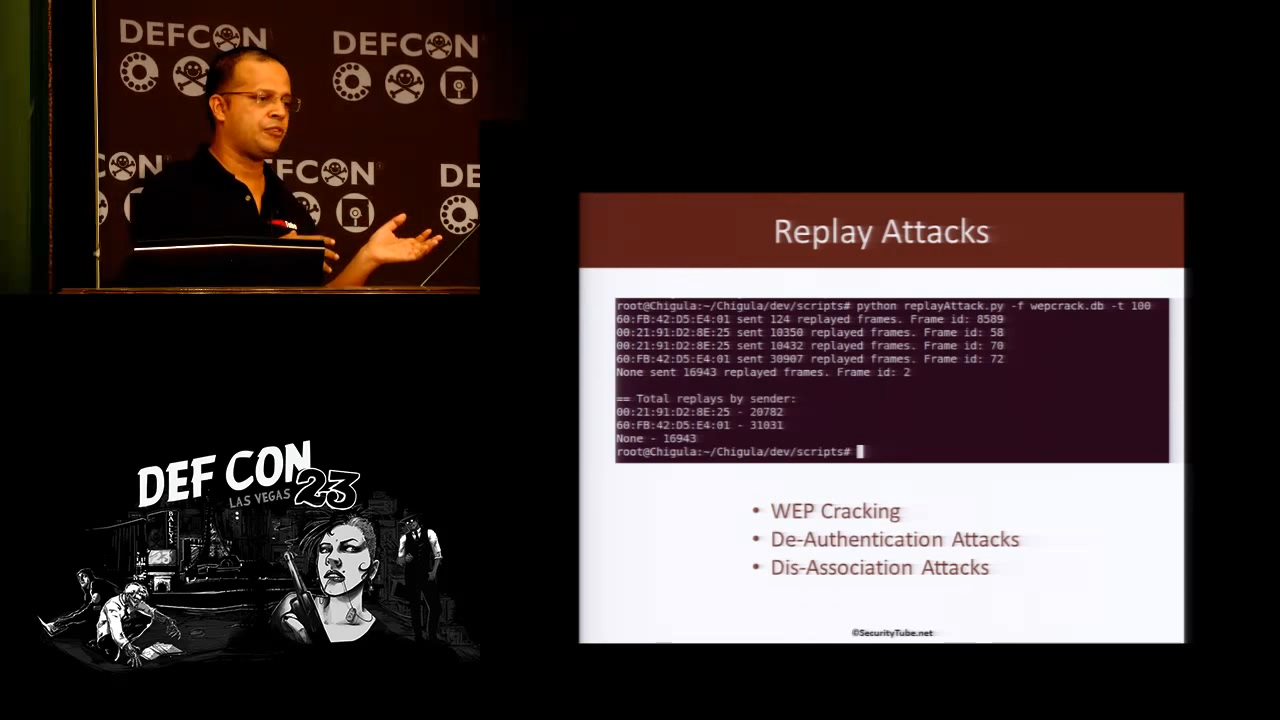 DEFCON
DEFCON
CON
EFCON
DE
Replay Attacks
root@Chigula:~/Chigula/dev/scripts# python replayAttack.py -f wepcrack.db -t 100
60:FB:42:D5:E4:01 sent 124 replayed frames. Frame id: 8589
00:21:91:D2:8E:25 sent 10350 replayed frames. Frame id: 58
00:21:91:D2:8E:25 sent 10432 replayed frames. Frame id: 70
60:FB:42:D5:E4:01 sent 30907 replayed frames. Frame id: 72
None sent 16943 replayed frames. Frame id: 2
== Total replays by sender:
00:21:91:D2:8E:25 - 20782
60:FB:42:D5:E4:01 - 31031
None - 16943
root@Chigula:~/Chigula/dev/scripts#
• WEP Cracking
• De-Authentication Attacks
• Dis-Association Attacks
©SecurityTube.net
DEF CON
LAS VEGAS 23
BALLYS
23